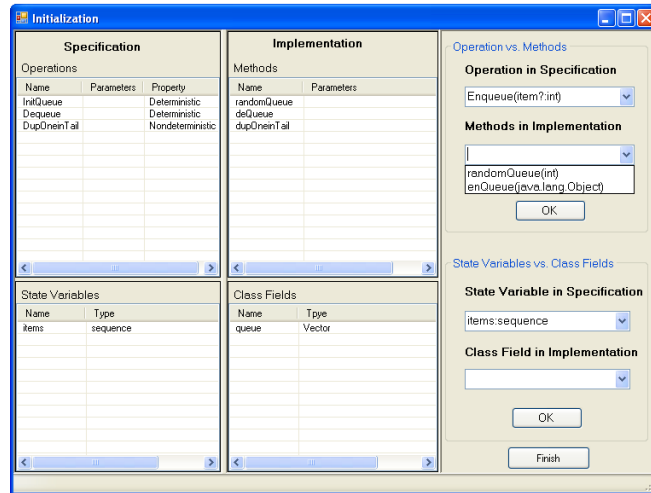 Initialization
Specification
Operations
Name Parameters Property
InitQueue Deterministic
Dequeue Deterministic
DupOneinTail Nondeterministic
Implementation
Methods
Name Parameters
randomQueue
deQueue
dupOneinTail
State Variables
Name Type
items sequence
Class Fields
Name Tpye
queue Vector
Operation vs. Methods
Operation in Specification
Enqueue(item?:int)
Methods in Implementation
randomQueue(int)
enQueue(java.lang.Object)
OK
State Variables vs. Class Fields
State Variable in Specification
items:sequence
Class Field in Implementation
OK
Finish